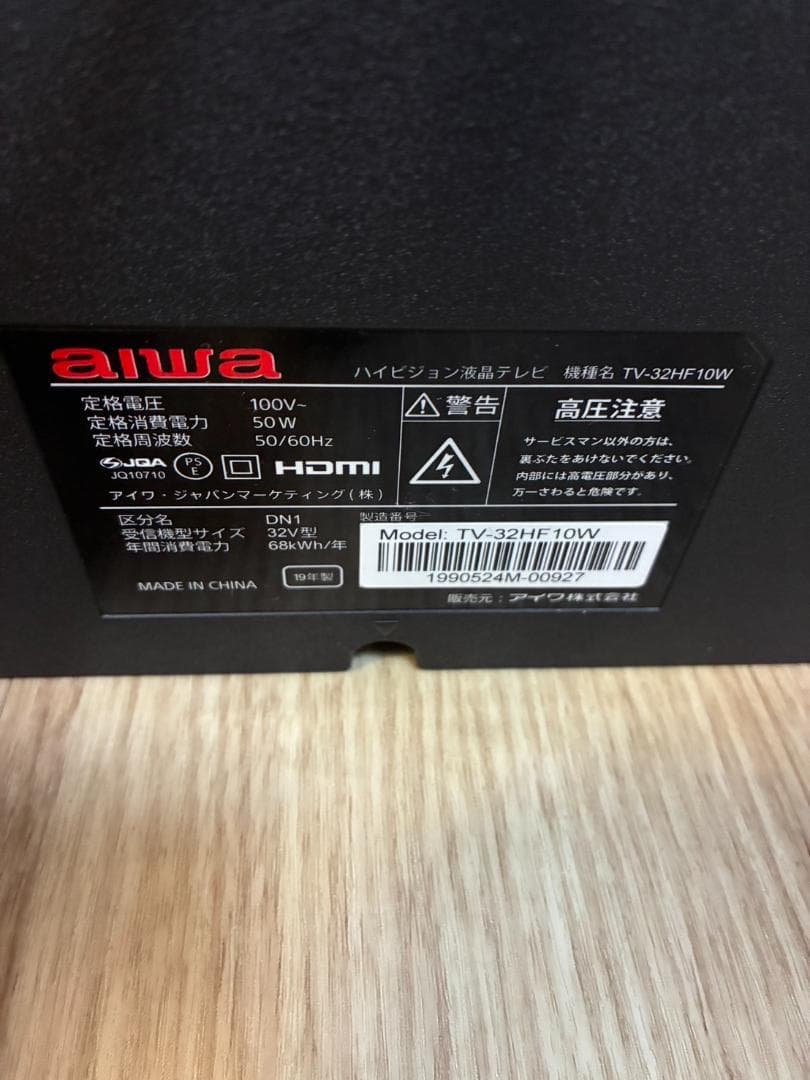 aiwa
ハイビジョン液晶テレビ 機種名 TV-32HF10W
定格電圧 100V~
定格消費電力 50W
定格周波数 50/60Hz
JQA PS E HDMI
JQ10710
アイワ・ジャパンマーケティング(株)
警告 高圧注意
サービスマン以外の方は、
裏ぶたをあけないでください。
内部には高電圧部分があり、
万一さわると危険です。
区分名 DN1
受信機型サイズ 32V型
年間消費電力 68kWh/年
MADE IN CHINA 19年製
製造番号
Model: TV-32HF10W
1990524M-00927
販売元：アイワ株式会社